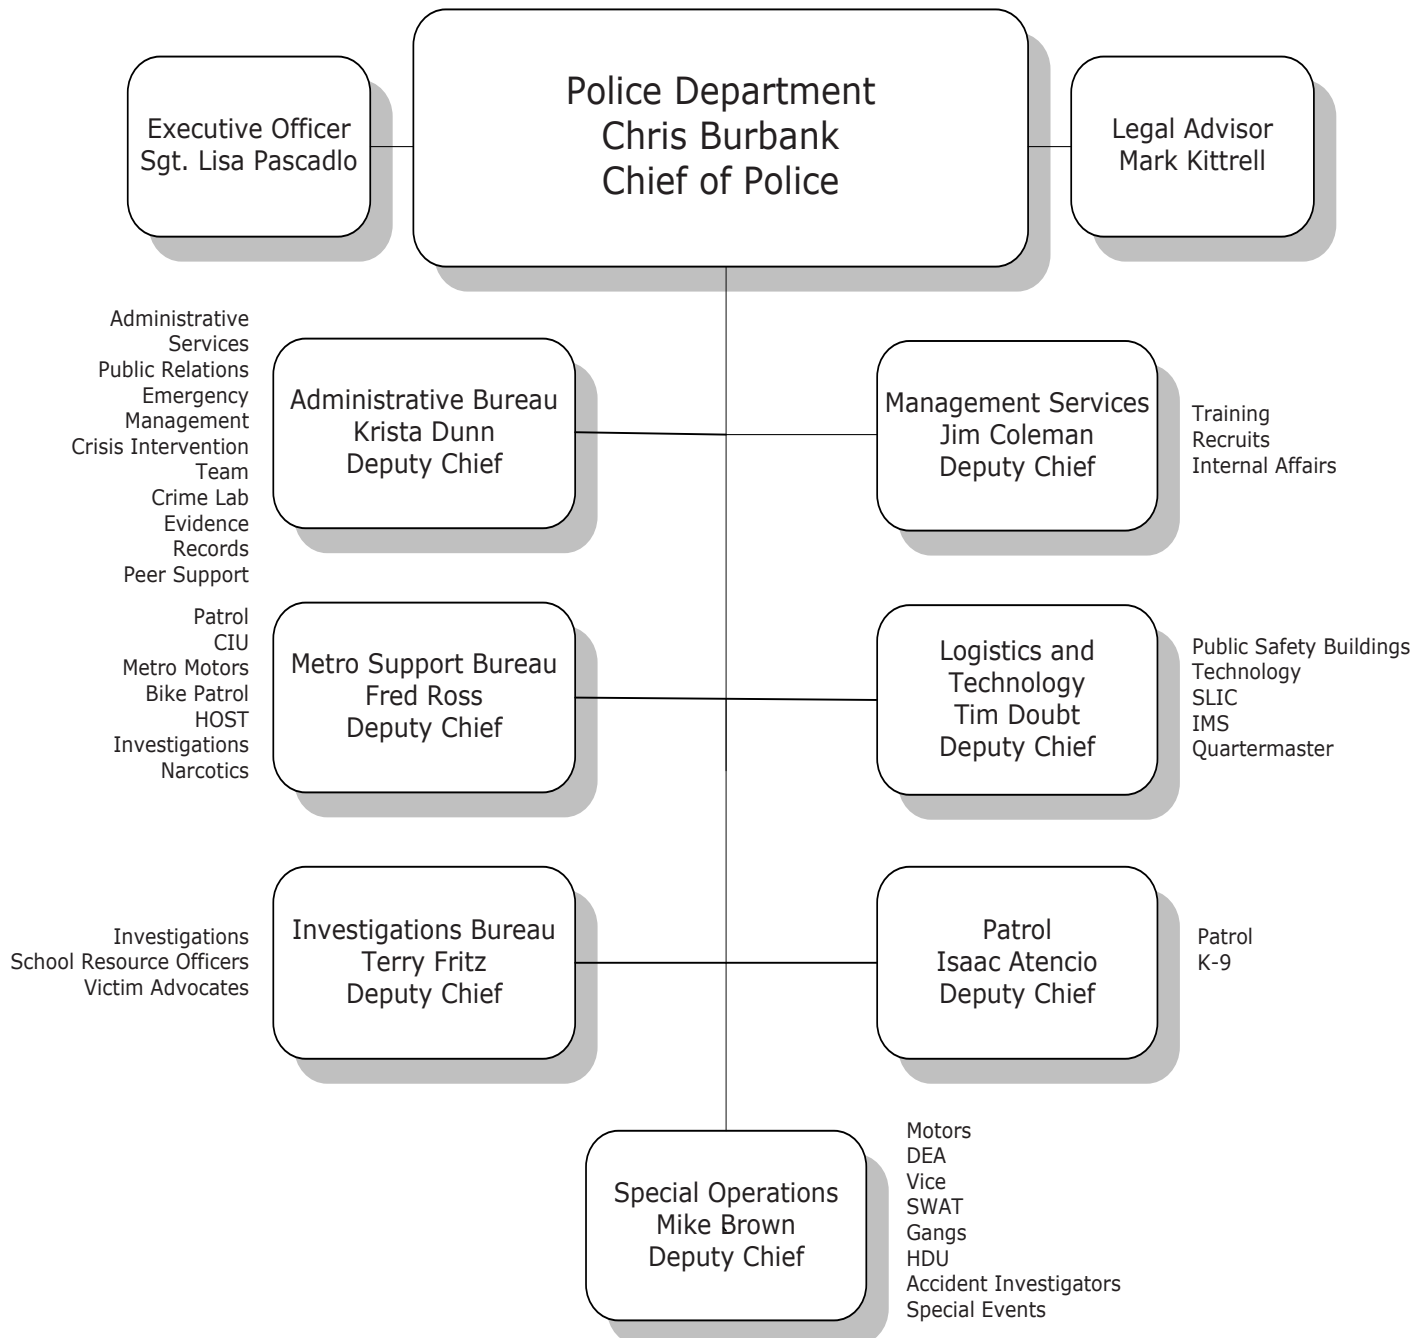 Police Department
Chris Burbank
Chief of Police
Executive Officer
Sgt. Lisa Pascadlo
Legal Advisor
Mark Kittrell
Administrative
Services
Public Relations
Emergency
Management
Crisis Intervention
Team
Crime Lab
Evidence
Records
Peer Support
Administrative Bureau
Krista Dunn
Deputy Chief
Management Services
Jim Coleman
Deputy Chief
Training
Recruits
Internal Affairs
Patrol
CIU
Metro Motors
Bike Patrol
HOST
Investigations
Narcotics
Metro Support Bureau
Fred Ross
Deputy Chief
Logistics and
Technology
Tim Doubt
Deputy Chief
Public Safety Buildings
Technology
SLIC
IMS
Quartermaster
Investigations
School Resource Officers
Victim Advocates
Investigations Bureau
Terry Fritz
Deputy Chief
Patrol
Isaac Atencio
Deputy Chief
Patrol
K-9
Special Operations
Mike Brown
Deputy Chief
Motors
DEA
Vice
SWAT
Gangs
HDU
Accident Investigators
Special Events